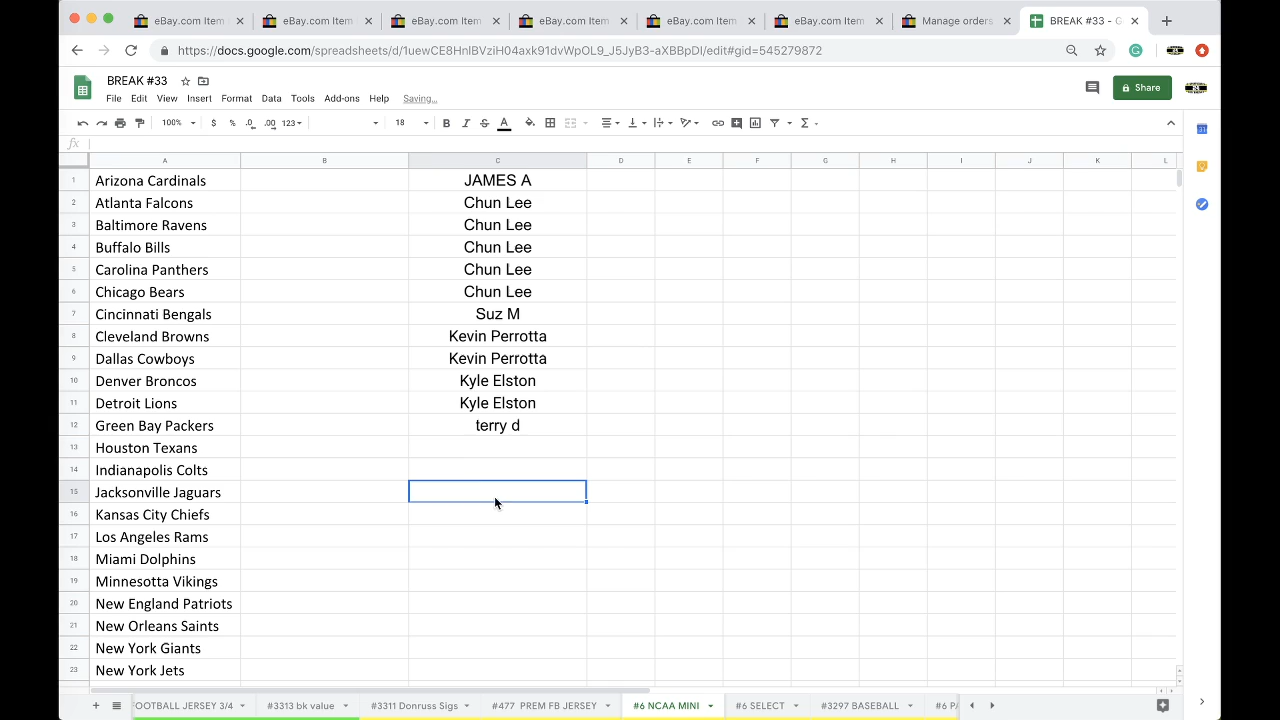 eBay.com Item eBay.com Item eBay.com Item eBay.com Item eBay.com Item eBay.com Item Manage orders BREAK #33 - G
https://docs.google.com/spreadsheets/d/1uewCE8HnIBVziH04axk91dvWpOL9_J5JyB3-aXBBpDI/edit#gid=545279872
BREAK #33
File Edit View Insert Format Data Tools Add-ons Help Saving...
Share
100% $ % .0 .00 123 18 B I S A
fx
A B C D E F G H I J K L
1 Arizona Cardinals JAMES A
2 Atlanta Falcons Chun Lee
3 Baltimore Ravens Chun Lee
4 Buffalo Bills Chun Lee
5 Carolina Panthers Chun Lee
6 Chicago Bears Chun Lee
7 Cincinnati Bengals Suz M
8 Cleveland Browns Kevin Perrotta
9 Dallas Cowboys Kevin Perrotta
10 Denver Broncos Kyle Elston
11 Detroit Lions Kyle Elston
12 Green Bay Packers terry d
13 Houston Texans
14 Indianapolis Colts
15 Jacksonville Jaguars
16 Kansas City Chiefs
17 Los Angeles Rams
18 Miami Dolphins
19 Minnesotta Vikings
20 New England Patriots
21 New Orleans Saints
22 New York Giants
23 New York Jets
OOTBALL JERSEY 3/4 #3313 bk value #3311 Donruss Sig #477 PREM FB JERSEY #6 NCAA MINI #6 SELECT #3297 BASEBALL #6 P